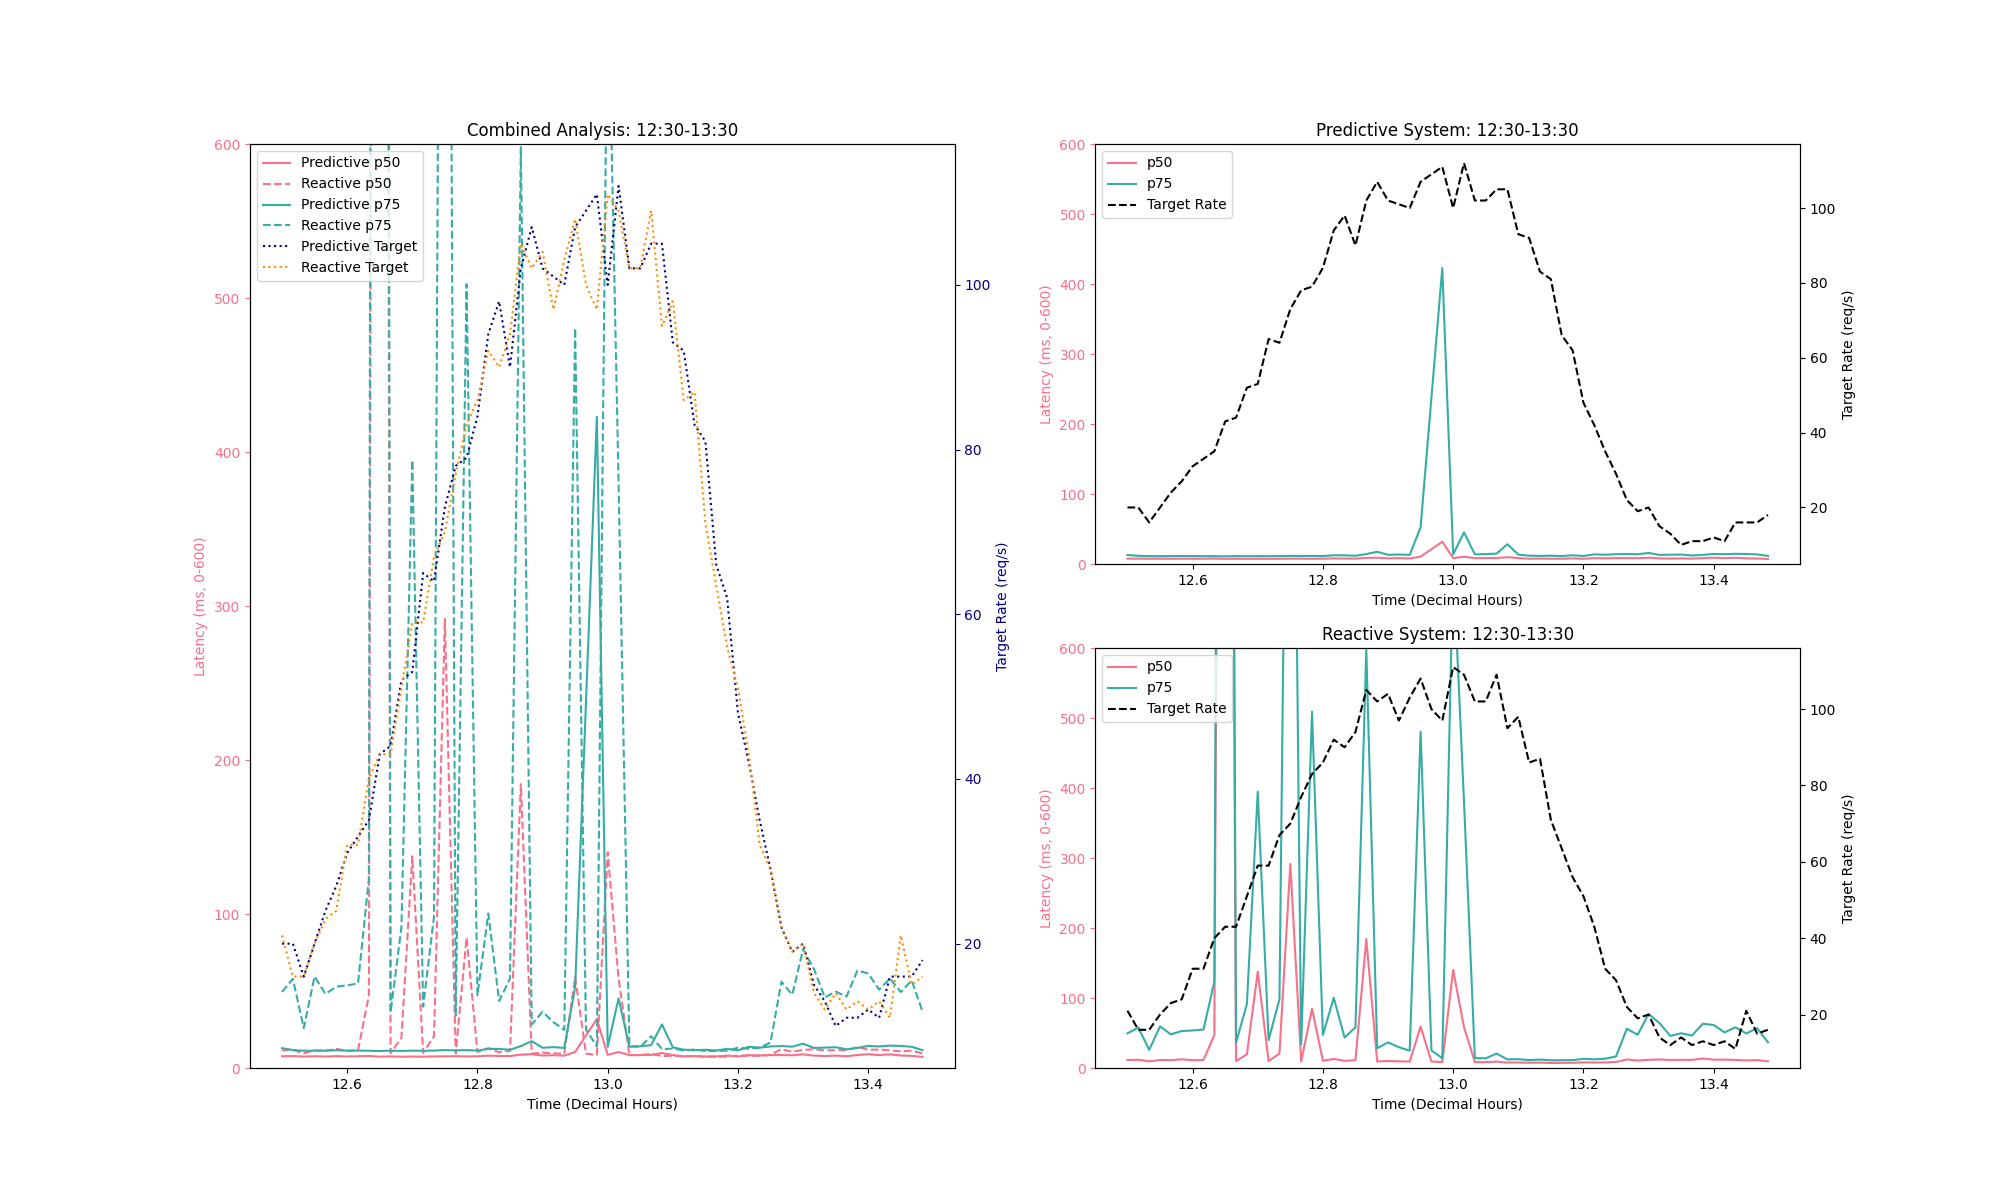 Combined Analysis: 12:30-13:30
Predictive p50
Reactive p50
Predictive p75
Reactive p75
Predictive Target
Reactive Target
600
500
400
300
200
100
0
Latency (ms, 0-600)
12.6
12.8
13.0
13.2
13.4
Time (Decimal Hours)
100
80
60
40
20
Target Rate (req/s)
Predictive System: 12:30-13:30
p50
p75
Target Rate
600
500
400
300
200
100
0
Latency (ms, 0-600)
12.6
12.8
13.0
13.2
13.4
Time (Decimal Hours)
100
80
60
40
20
Target Rate (req/s)
Reactive System: 12:30-13:30
p50
p75
Target Rate
600
500
400
300
200
100
0
Latency (ms, 0-600)
12.6
12.8
13.0
13.2
13.4
Time (Decimal Hours)
100
80
60
40
20
Target Rate (req/s)